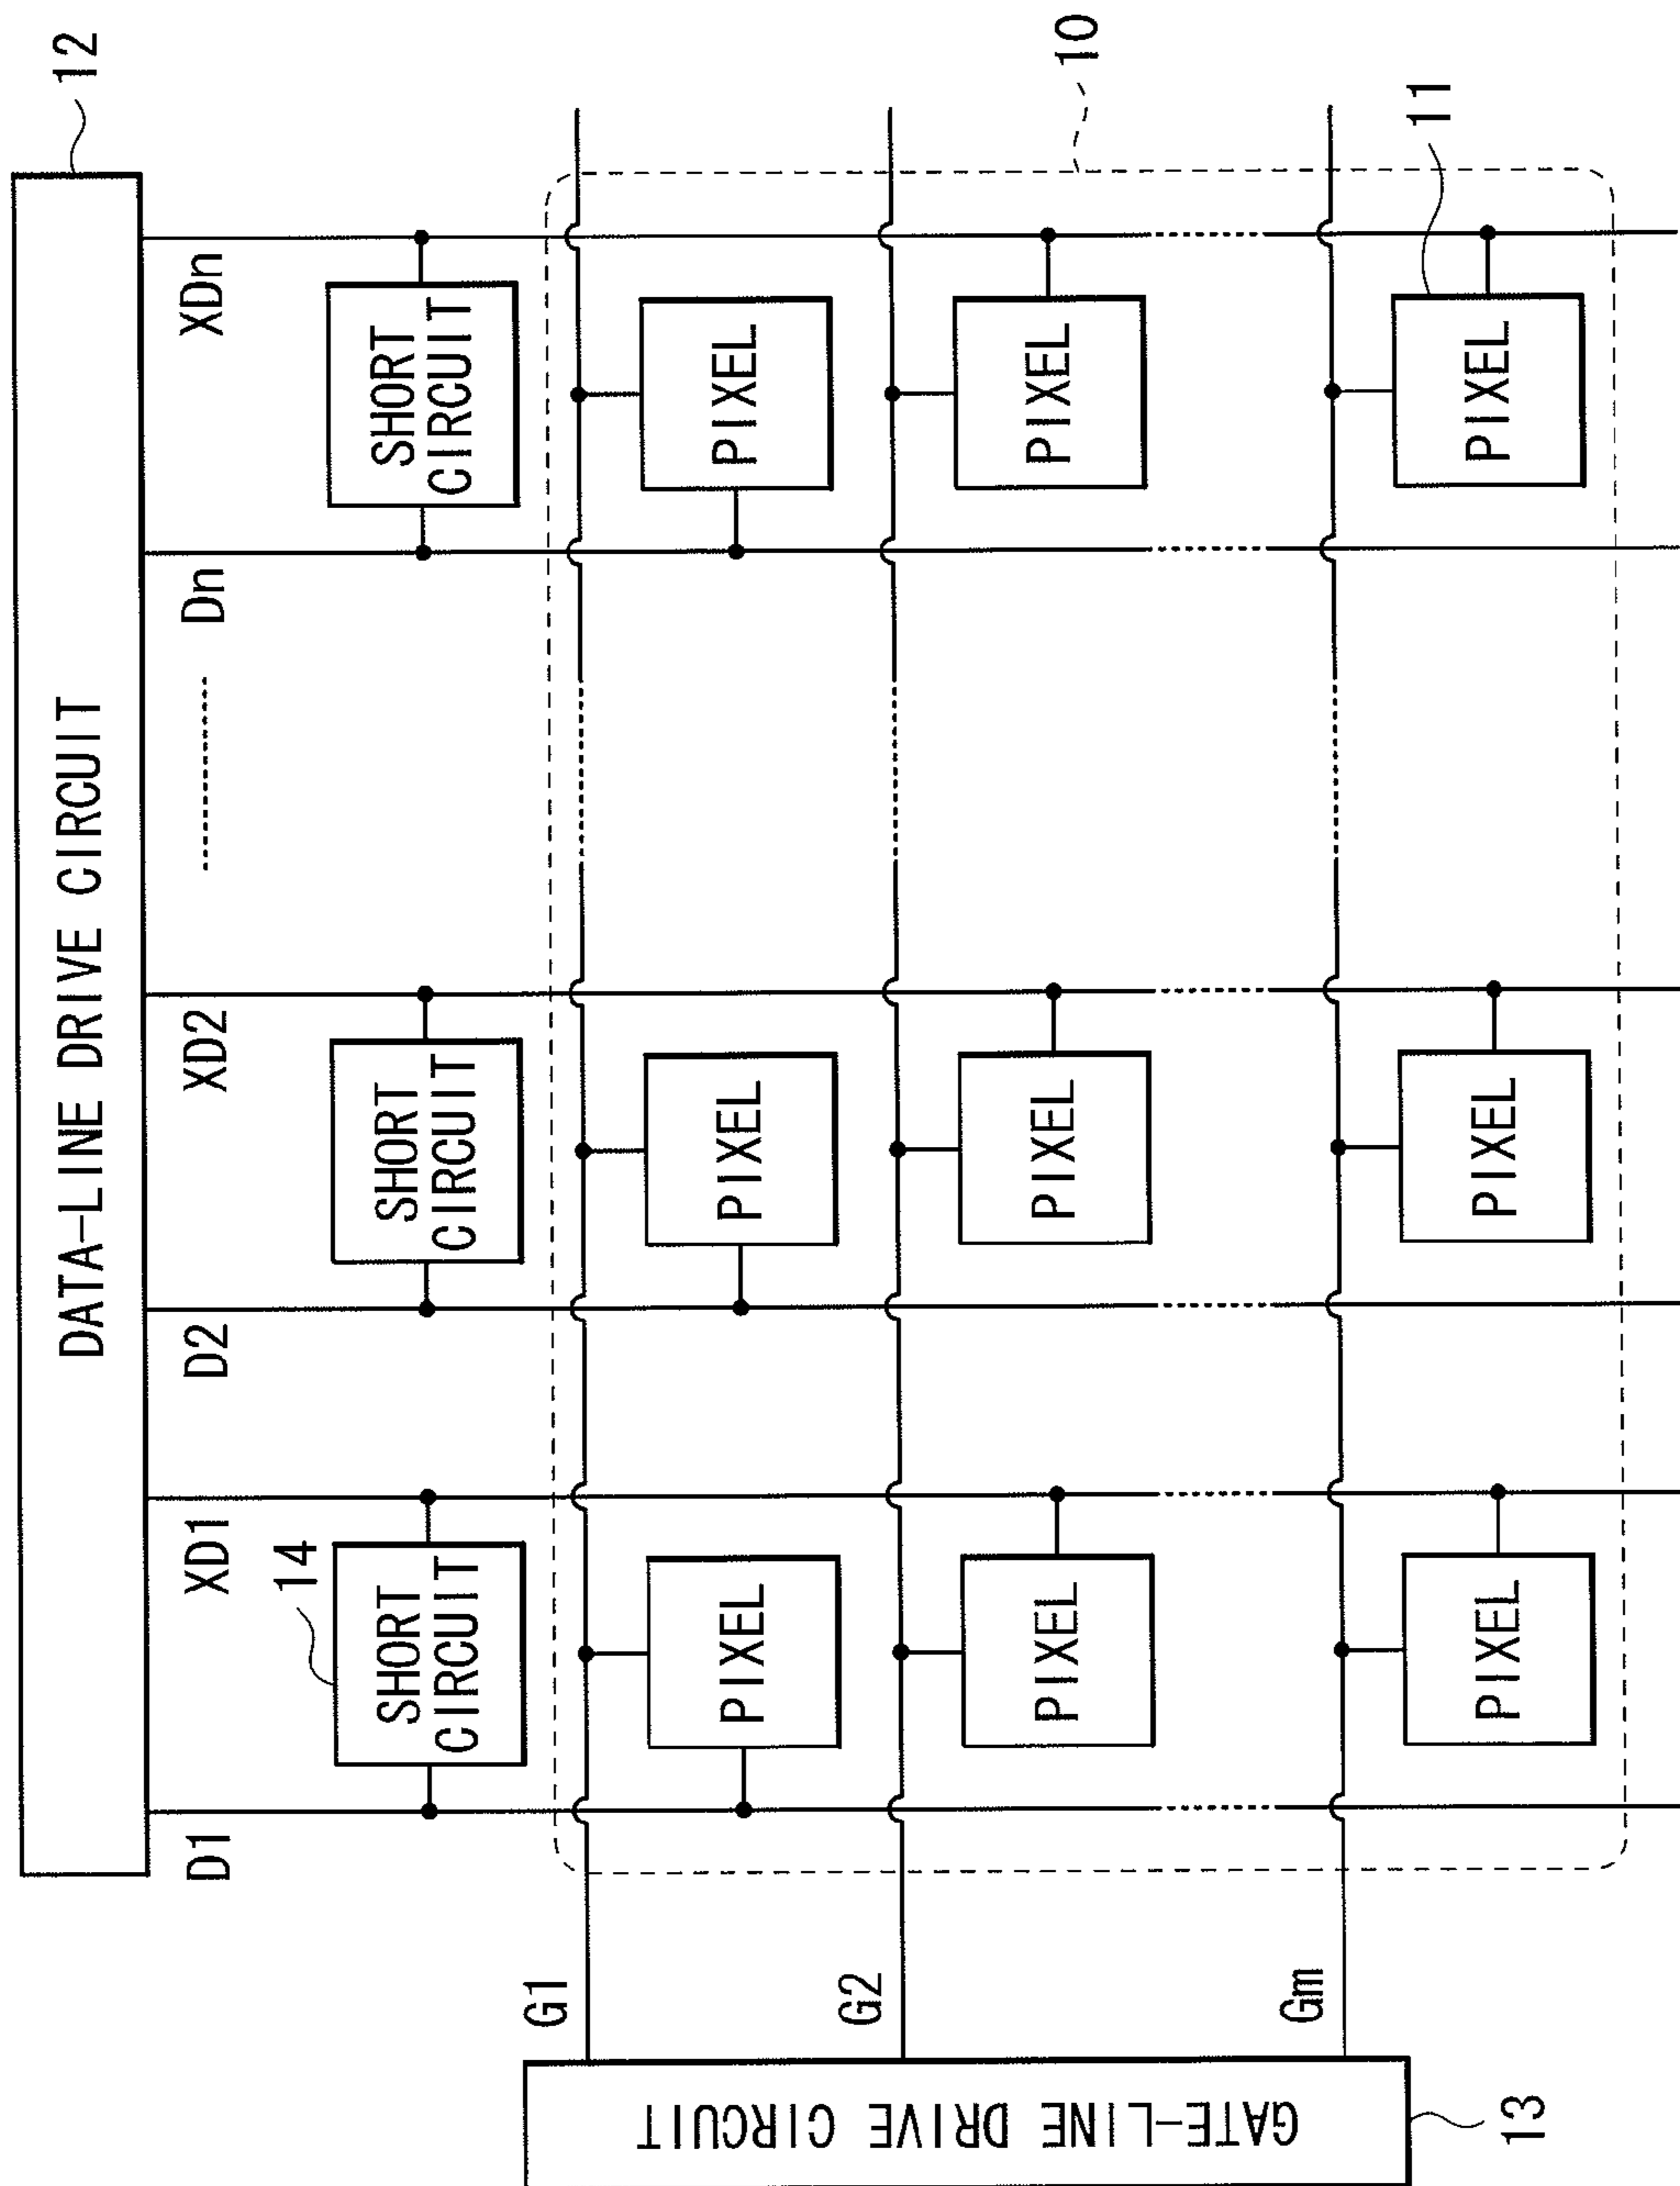 DATA-LINE DRIVE CIRCUIT
12
D1
XD1
D2
XD2
Dn
XDn
14
SHORT
CIRCUIT
SHORT
CIRCUIT
SHORT
CIRCUIT
G1
PIXEL
PIXEL
PIXEL
10
G2
PIXEL
PIXEL
PIXEL
Gm
PIXEL
PIXEL
PIXEL
11
GATE-LINE DRIVE CIRCUIT
13